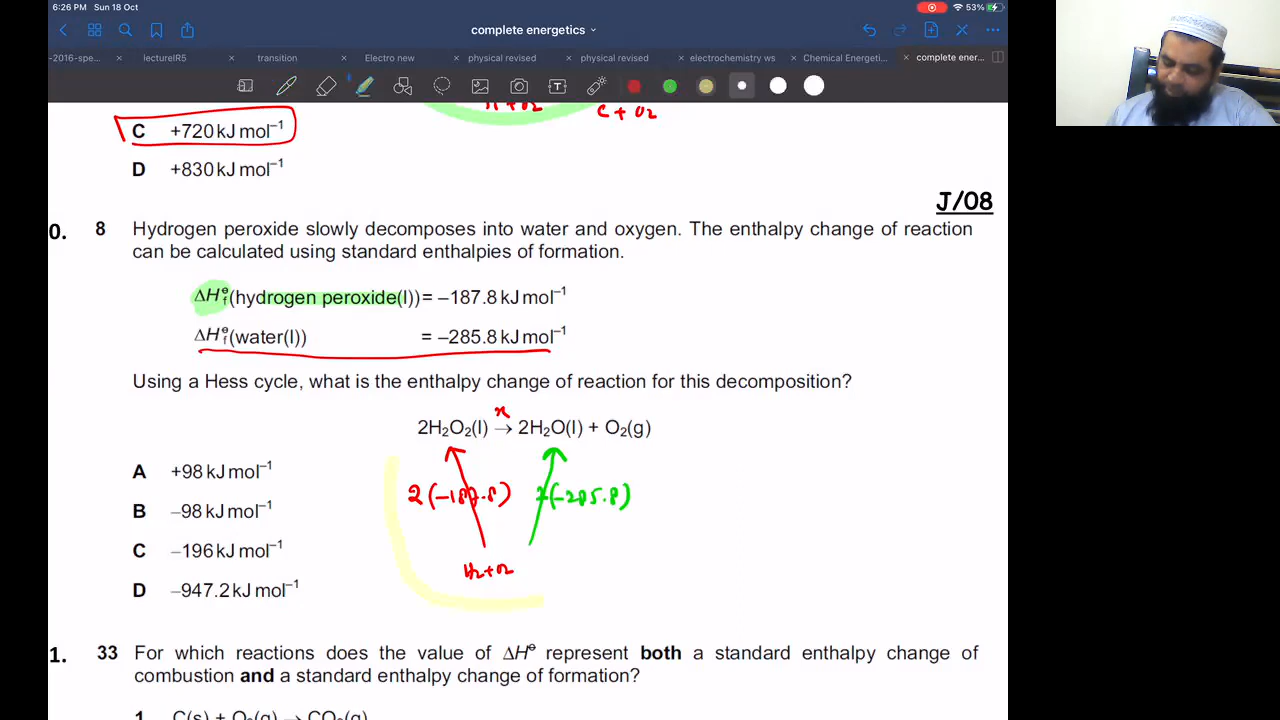 6:26 PM Sun 18 Oct
53%
complete energetics
-2016-spe...
lectureIR5
transition
Electro new
physical revised
physical revised
electrochemistry ws
Chemical Energeti...
complete ener...
C +720 kJ mol⁻¹
C + O2
D +830 kJ mol⁻¹
J/08
0. 8 Hydrogen peroxide slowly decomposes into water and oxygen. The enthalpy change of reaction
can be calculated using standard enthalpies of formation.
ΔH⦵f(hydrogen peroxide(l)) = –187.8 kJ mol⁻¹
ΔH⦵f(water(l)) = –285.8 kJ mol⁻¹
Using a Hess cycle, what is the enthalpy change of reaction for this decomposition?
x
2H₂O₂(l) → 2H₂O(l) + O₂(g)
A +98 kJ mol⁻¹
2(-187.8) 2(-285.8)
B –98 kJ mol⁻¹
C –196 kJ mol⁻¹
H2+O2
D –947.2 kJ mol⁻¹
1. 33 For which reactions does the value of ΔH⦵ represent both a standard enthalpy change of
combustion and a standard enthalpy change of formation?
1 C(s) + O₂(g) → CO₂(g)